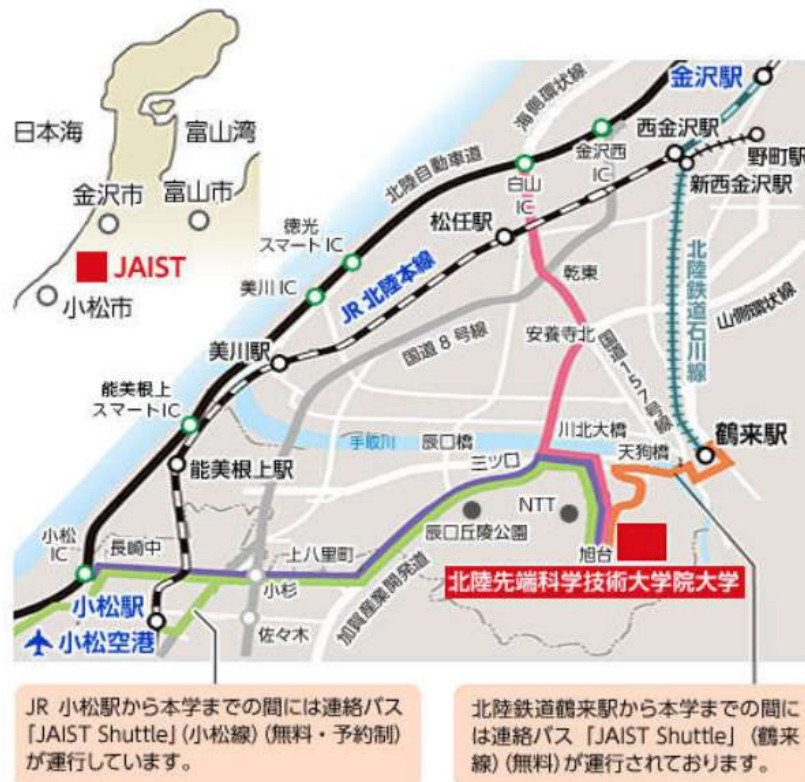 日本海
富山湾
金沢市
富山市
JAIST
小松市
金沢駅
海側環状線
西金沢駅
野町駅
金沢西
IC
新西金沢駅
北陸自動車道
白山
IC
松任駅
徳光
スマートIC
美川IC
JR北陸本線
乾東
北陸鉄道石川線
山側環状線
国道8号線
安養寺北
国道157号線
美川駅
能美根上
スマートIC
手取川
辰口橋
川北大橋
鶴来駅
天狗橋
三ツ口
能美根上駅
NTT
辰口丘陵公園
小松
IC
長崎中
上八里町
旭台
小杉
加賀産業開発道
北陸先端科学技術大学院大学
小松駅
小松空港
佐々木
JR 小松駅から本学までの間には連絡バス
「JAIST Shuttle」(小松線)(無料・予約制)
が運行しています。
北陸鉄道鶴来駅から本学までの間に
は連絡バス「JAIST Shuttle」(鶴来
線)(無料)が運行されております。